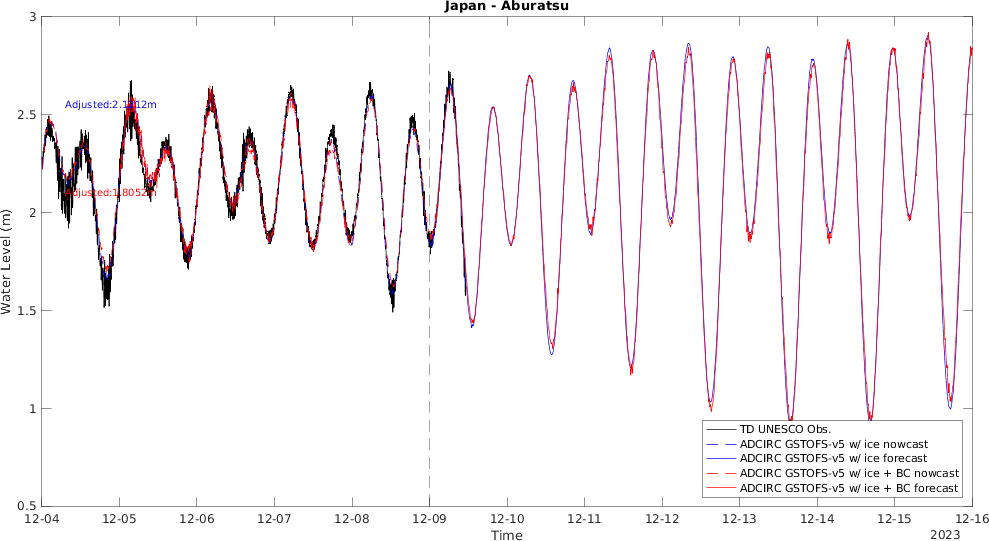 Japan - Aburatsu
Water Level (m)
3
2.5
2
1.5
1
0.5
Adjusted:2.1212m
TD UNESCO Obs.
ADCIRC GSTOFS-v5 w/ ice nowcast
ADCIRC GSTOFS-v5 w/ ice forecast
ADCIRC GSTOFS-v5 w/ ice + BC nowcast
ADCIRC GSTOFS-v5 w/ ice + BC forecast
12-04 12-05 12-06 12-07 12-08 12-09 12-10 12-11 12-12 12-13 12-14 12-15 12-16
Time
2023